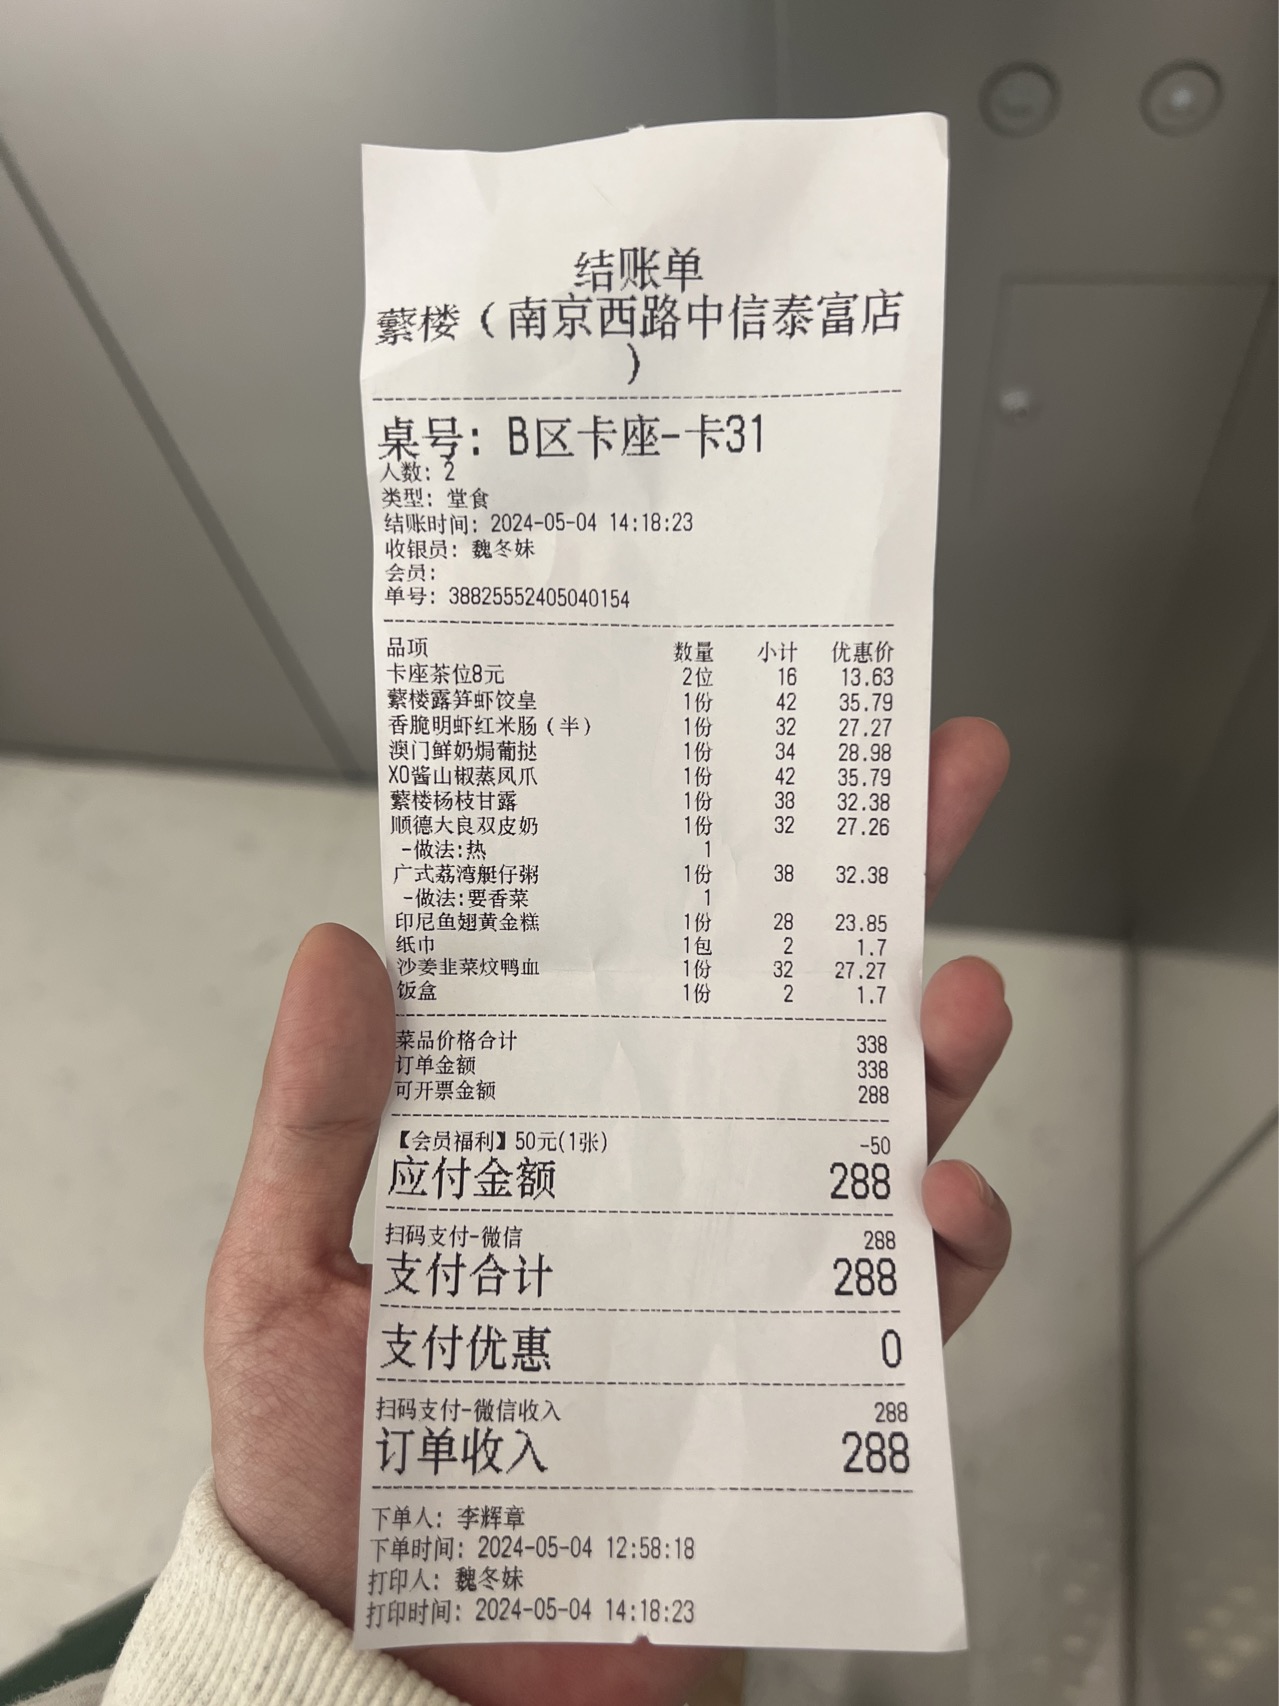 结账单
蘩楼（南京西路中信泰富店
）
桌号: B区卡座-卡31
人数: 2
类型: 堂食
结账时间: 2024-05-04 14:18:23
收银员: 魏冬妹
会员:
单号: 38825552405040154
品项 数量 小计 优惠价
卡座茶位8元 2位 16 13.63
蘩楼露笋虾饺皇 1份 42 35.79
香脆明虾红米肠（半） 1份 32 27.27
澳门鲜奶焗葡挞 1份 34 28.98
XO酱山椒蒸凤爪 1份 42 35.79
蘩楼杨枝甘露 1份 38 32.38
顺德大良双皮奶 1份 32 27.26
-做法:热 1
广式荔湾艇仔粥 1份 38 32.38
-做法:要香菜 1
印尼鱼翅黄金糕 1份 28 23.85
纸巾 1包 2 1.7
沙姜韭菜炆鸭血 1份 32 27.27
饭盒 1份 2 1.7
菜品价格合计 338
订单金额 338
可开票金额 288
【会员福利】50元(1张) -50
应付金额 288
扫码支付-微信 288
支付合计 288
支付优惠 0
扫码支付-微信收入 288
订单收入 288
下单人: 李辉章
下单时间: 2024-05-04 12:58:18
打印人: 魏冬妹
打印时间: 2024-05-04 14:18:23